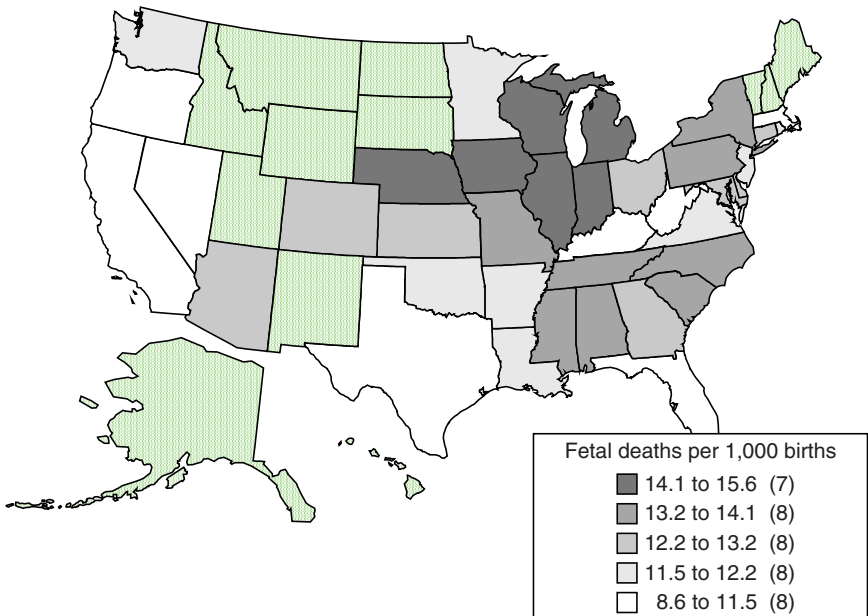 Fetal deaths per 1,000 births
14.1 to 15.6 (7)
13.2 to 14.1 (8)
12.2 to 13.2 (8)
11.5 to 12.2 (8)
8.6 to 11.5 (8)